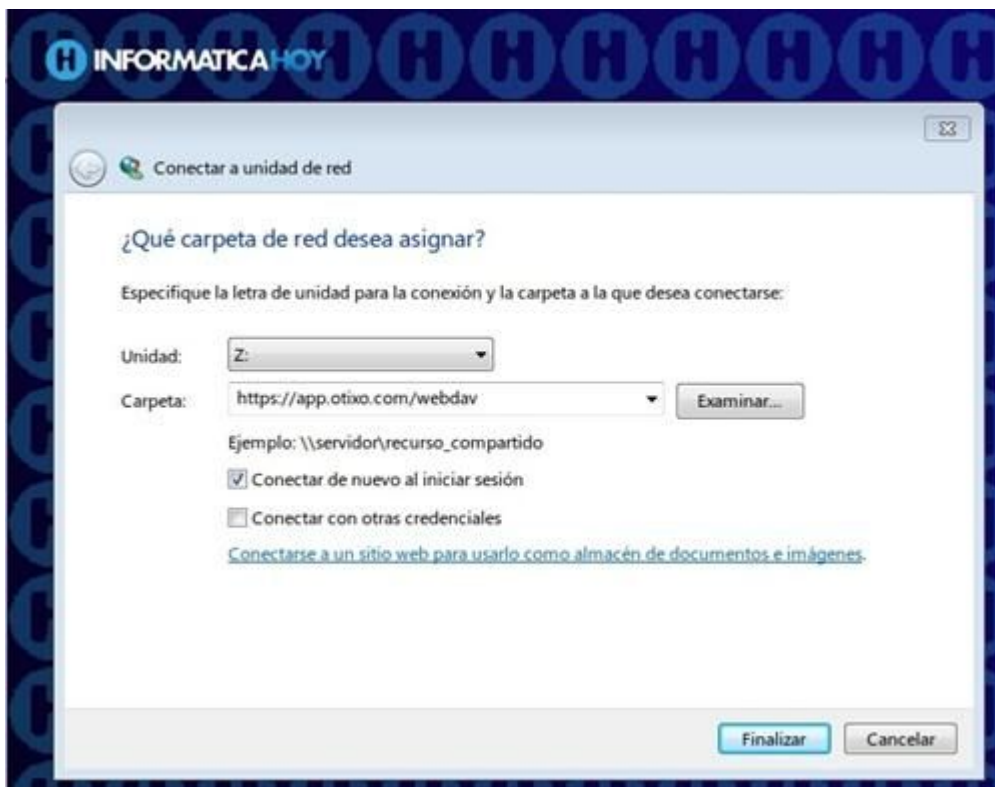 INFORMATICAHOY
Conectar a unidad de red
¿Qué carpeta de red desea asignar?
Especifique la letra de unidad para la conexión y la carpeta a la que desea conectarse:
Unidad: Z:
Carpeta: https://app.otixo.com/webdav Examinar...
Ejemplo: \\servidor\recurso_compartido
Conectar de nuevo al iniciar sesión
Conectar con otras credenciales
Conectarse a un sitio web para usarlo como almacén de documentos e imágenes.
Finalizar Cancelar